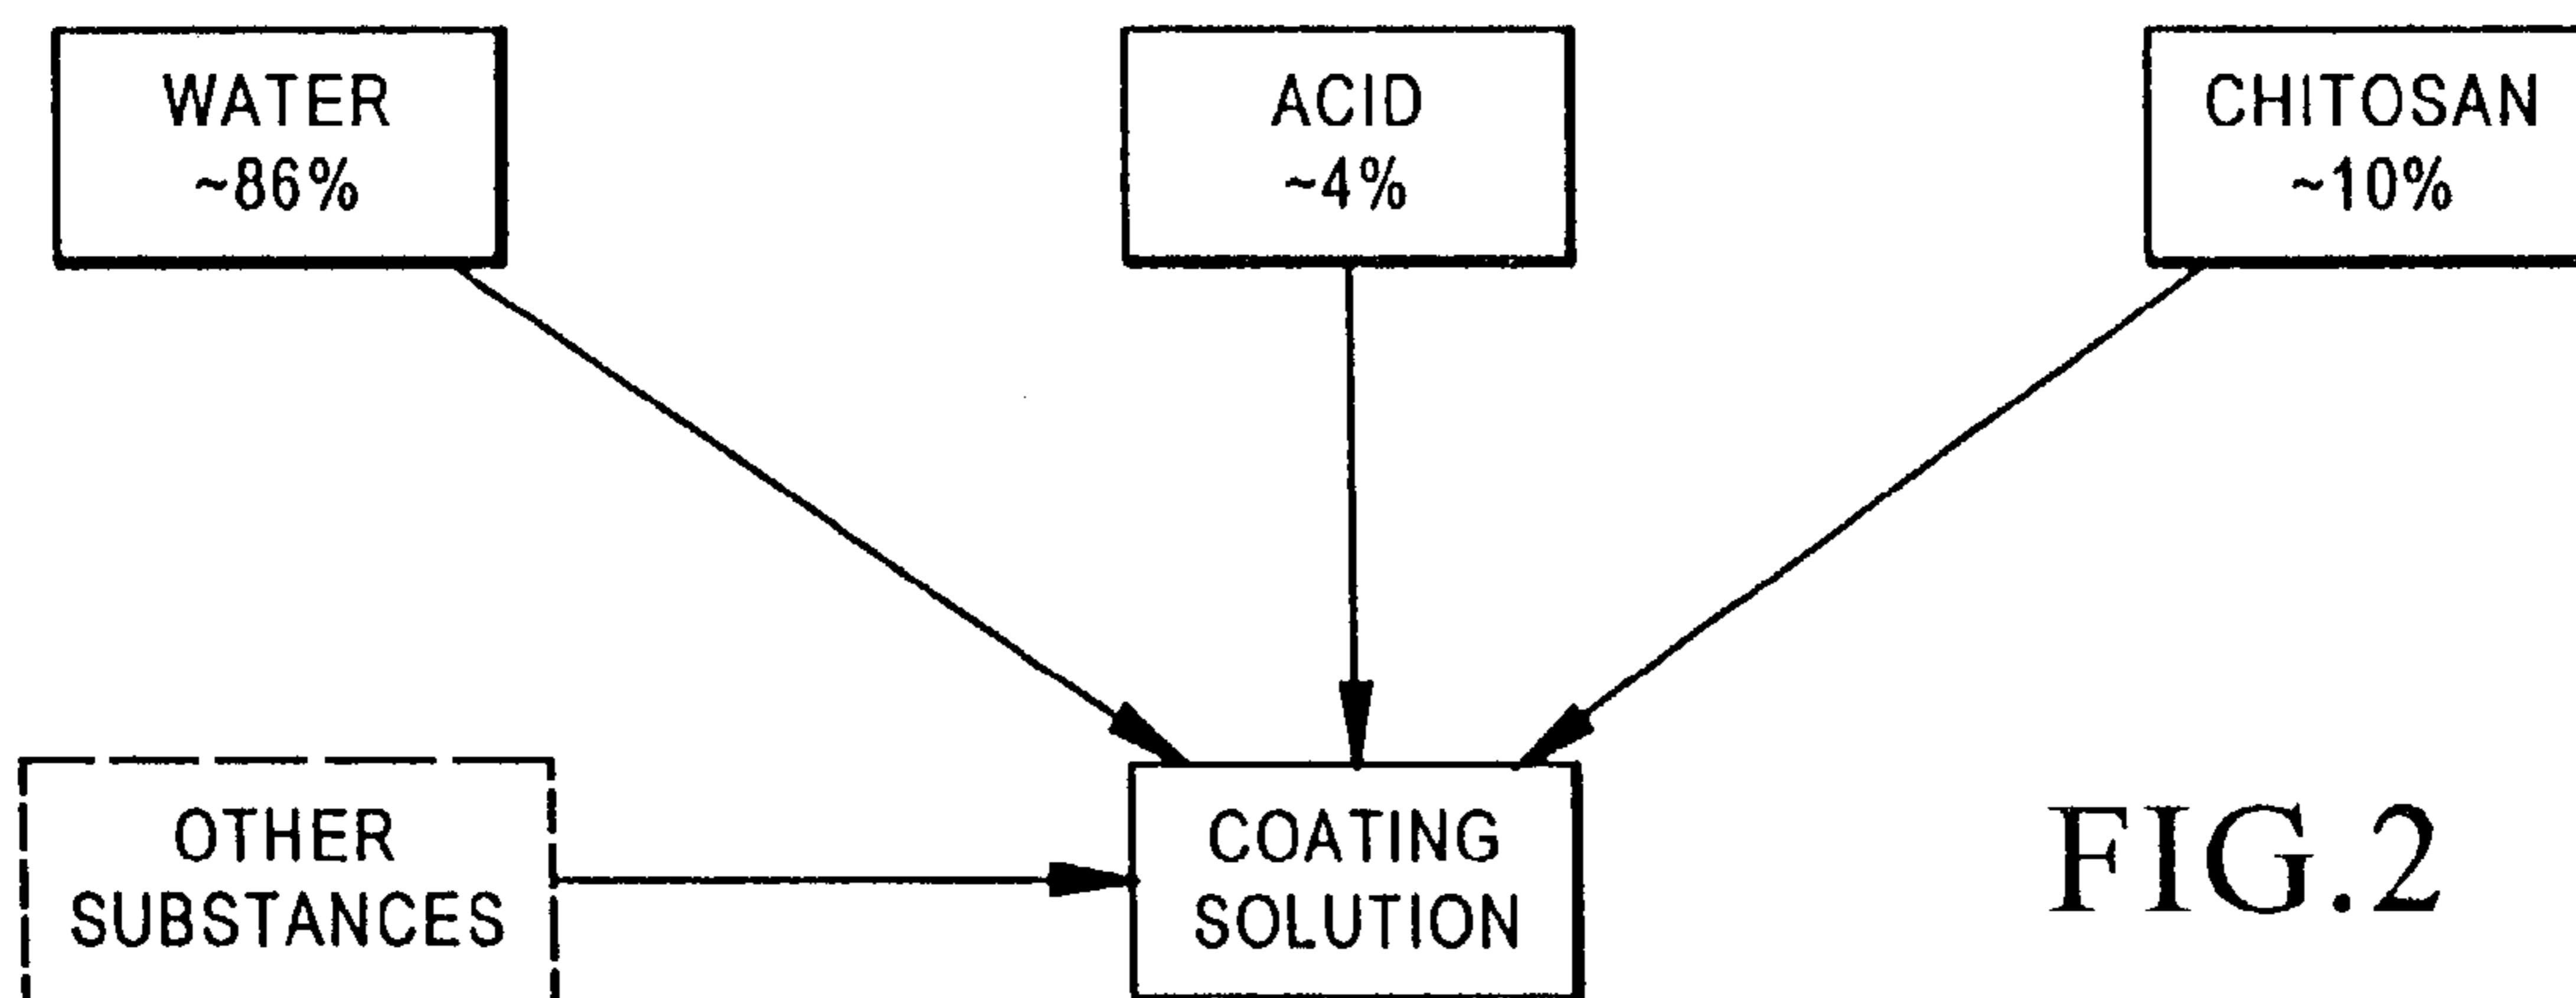 WATER
~86%
ACID
~4%
CHITOSAN
~10%
OTHER
SUBSTANCES
COATING
SOLUTION
FIG.2